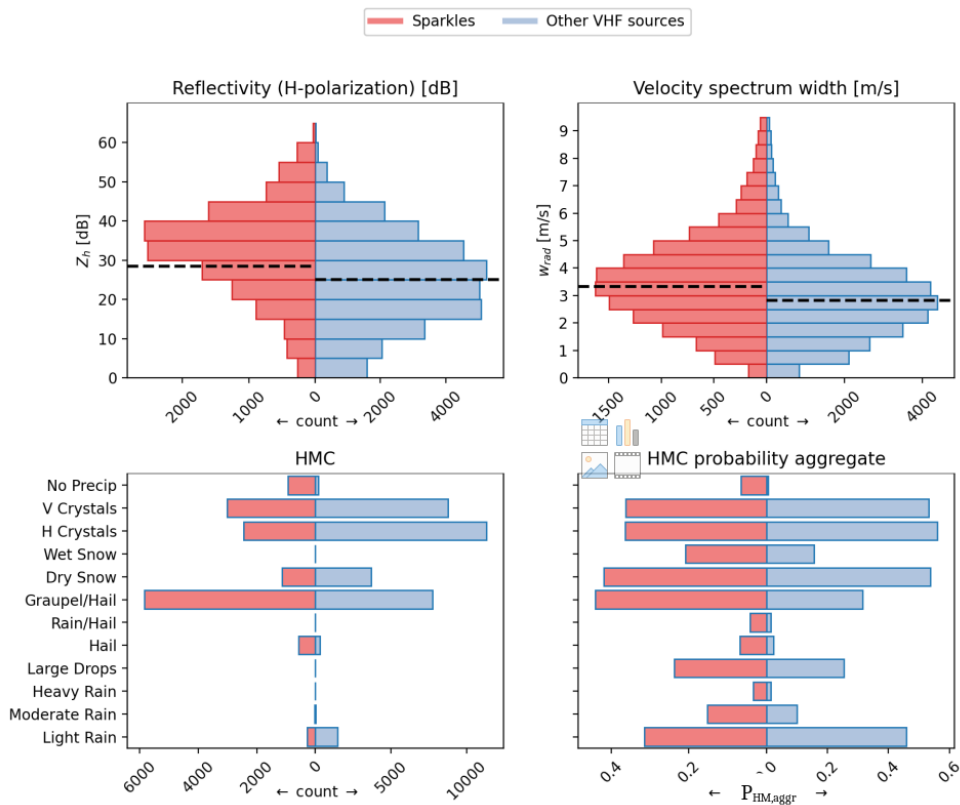 Sparkles Other VHF sources
Reflectivity (H-polarization) [dB] Velocity spectrum width [m/s]
Z_h [dB]
60
50
40
30
20
10
0
2000 1000 0 2000 4000
← count →
w_rad [m/s]
9
8
7
6
5
4
3
2
1
0
1500 1000 500 0 2000 4000
← count →
HMC
No Precip
V Crystals
H Crystals
Wet Snow
Dry Snow
Graupel/Hail
Rain/Hail
Hail
Large Drops
Heavy Rain
Moderate Rain
Light Rain
6000 4000 2000 0 5000 10000
← count →
HMC probability aggregate
0.4 0.2 0.2 0.4 0.6
← P_HM,aggr →